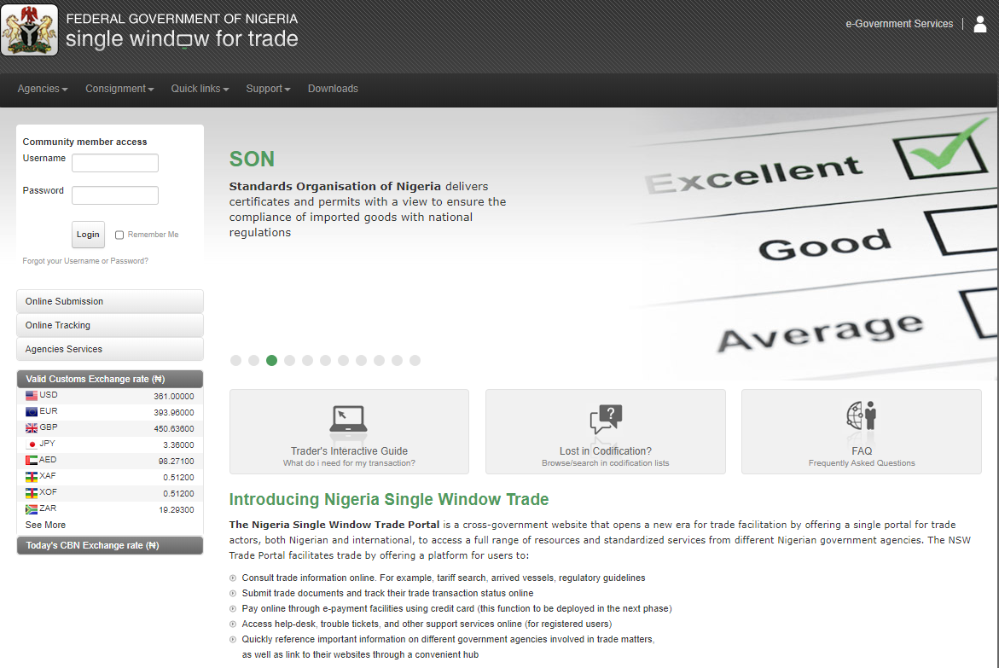 FEDERAL GOVERNMENT OF NIGERIA
single window for trade
e-Government Services
Agencies
Consignment
Quick links
Support
Downloads
Community member access
Username
Password
Login
Remember Me
Forgot your Username or Password?
Online Submission
Online Tracking
Agencies Services
Valid Customs Exchange rate (₦)
USD 361.00000
EUR 393.96000
GBP 450.63600
JPY 3.36000
AED 98.27100
XAF 0.51200
XOF 0.51200
ZAR 19.29300
See More
Today's CBN Exchange rate (₦)
SON
Standards Organisation of Nigeria delivers
certificates and permits with a view to ensure the
compliance of imported goods with national
regulations
Excellent
Good
Average
Trader's Interactive Guide
What do i need for my transaction?
Lost in Codification?
Browse/search in codification lists
FAQ
Frequently Asked Questions
Introducing Nigeria Single Window Trade
The Nigeria Single Window Trade Portal is a cross-government website that opens a new era for trade facilitation by offering a single portal for trade
actors, both Nigerian and international, to access a full range of resources and standardized services from different Nigerian government agencies. The NSW
Trade Portal facilitates trade by offering a platform for users to:
Consult trade information online. For example, tariff search, arrived vessels, regulatory guidelines
Submit trade documents and track their trade transaction status online
Pay online through e-payment facilities using credit card (this function to be deployed in the next phase)
Access help-desk, trouble tickets, and other support services online (for registered users)
Quickly reference important information on different government agencies involved in trade matters,
as well as link to their websites through a convenient hub